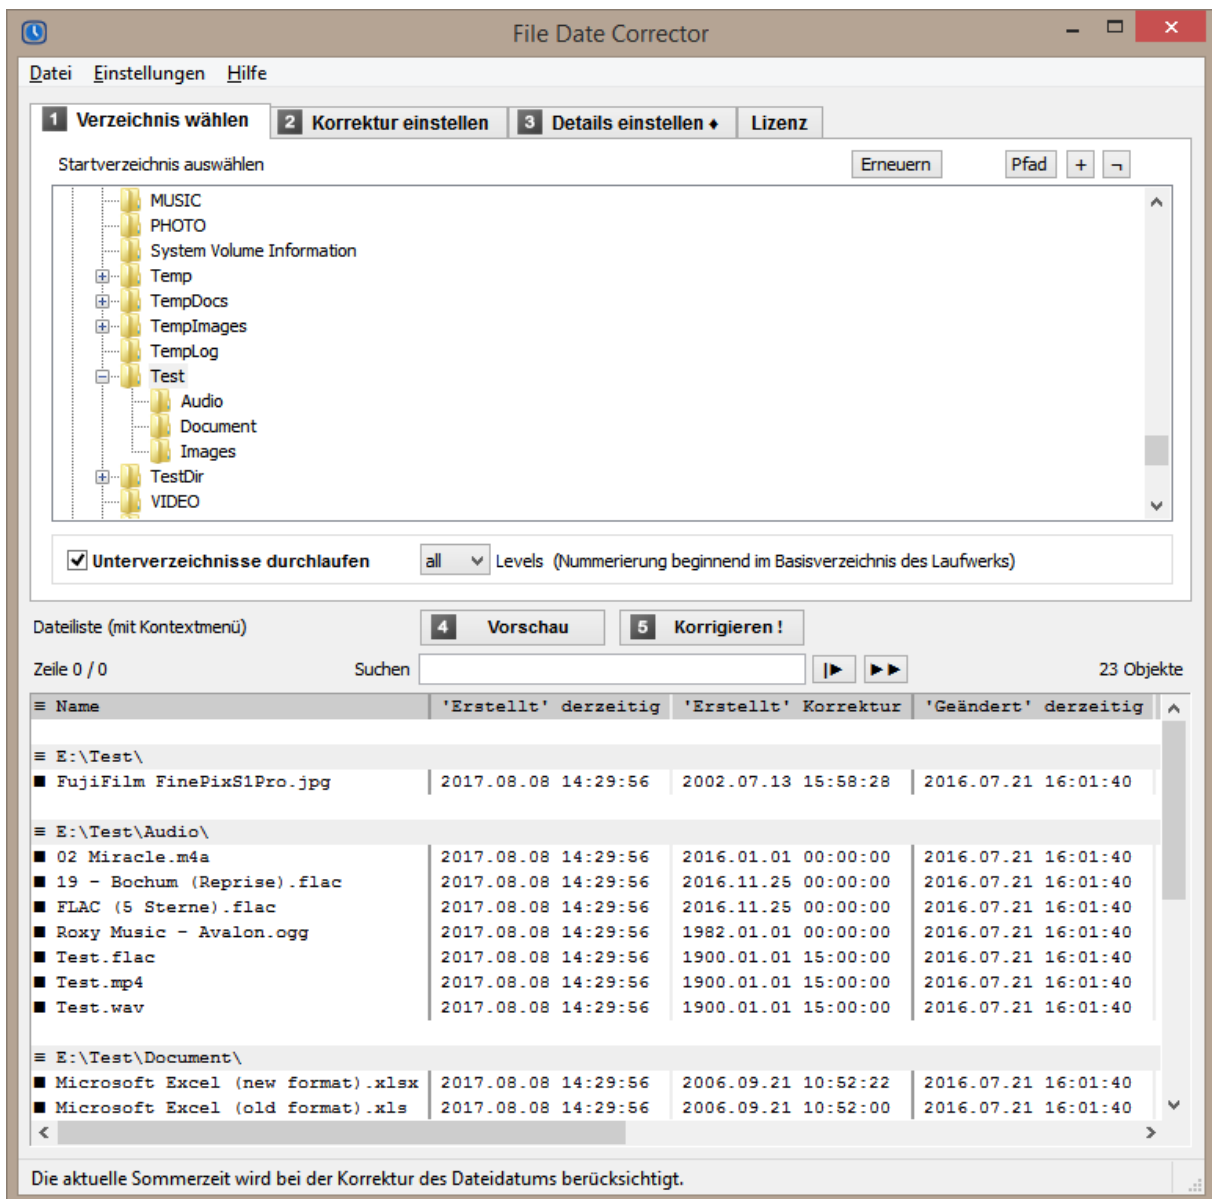 File Date Corrector
Datei Einstellungen Hilfe
1 Verzeichnis wählen 2 Korrektur einstellen 3 Details einstellen ♦ Lizenz
Startverzeichnis auswählen Erneuern Pfad + ¬
MUSIC
PHOTO
System Volume Information
Temp
TempDocs
TempImages
TempLog
Test
Audio
Document
Images
TestDir
VIDEO
Unterverzeichnisse durchlaufen all Levels (Nummerierung beginnend im Basisverzeichnis des Laufwerks)
Dateiliste (mit Kontextmenü) 4 Vorschau 5 Korrigieren !
Zeile 0 / 0 Suchen 23 Objekte
≡ Name 'Erstellt' derzeitig 'Erstellt' Korrektur 'Geändert' derzeitig
≡ E:\Test\
■ FujiFilm FinePixS1Pro.jpg 2017.08.08 14:29:56 2002.07.13 15:58:28 2016.07.21 16:01:40
≡ E:\Test\Audio\
■ 02 Miracle.m4a 2017.08.08 14:29:56 2016.01.01 00:00:00 2016.07.21 16:01:40
■ 19 - Bochum (Reprise).flac 2017.08.08 14:29:56 2016.11.25 00:00:00 2016.07.21 16:01:40
■ FLAC (5 Sterne).flac 2017.08.08 14:29:56 2016.11.25 00:00:00 2016.07.21 16:01:40
■ Roxy Music - Avalon.ogg 2017.08.08 14:29:56 1982.01.01 00:00:00 2016.07.21 16:01:40
■ Test.flac 2017.08.08 14:29:56 1900.01.01 15:00:00 2016.07.21 16:01:40
■ Test.mp4 2017.08.08 14:29:56 1900.01.01 15:00:00 2016.07.21 16:01:40
■ Test.wav 2017.08.08 14:29:56 1900.01.01 15:00:00 2016.07.21 16:01:40
≡ E:\Test\Document\
■ Microsoft Excel (new format).xlsx 2017.08.08 14:29:56 2006.09.21 10:52:22 2016.07.21 16:01:40
■ Microsoft Excel (old format).xls 2017.08.08 14:29:56 2006.09.21 10:52:00 2016.07.21 16:01:40
Die aktuelle Sommerzeit wird bei der Korrektur des Dateidatums berücksichtigt.